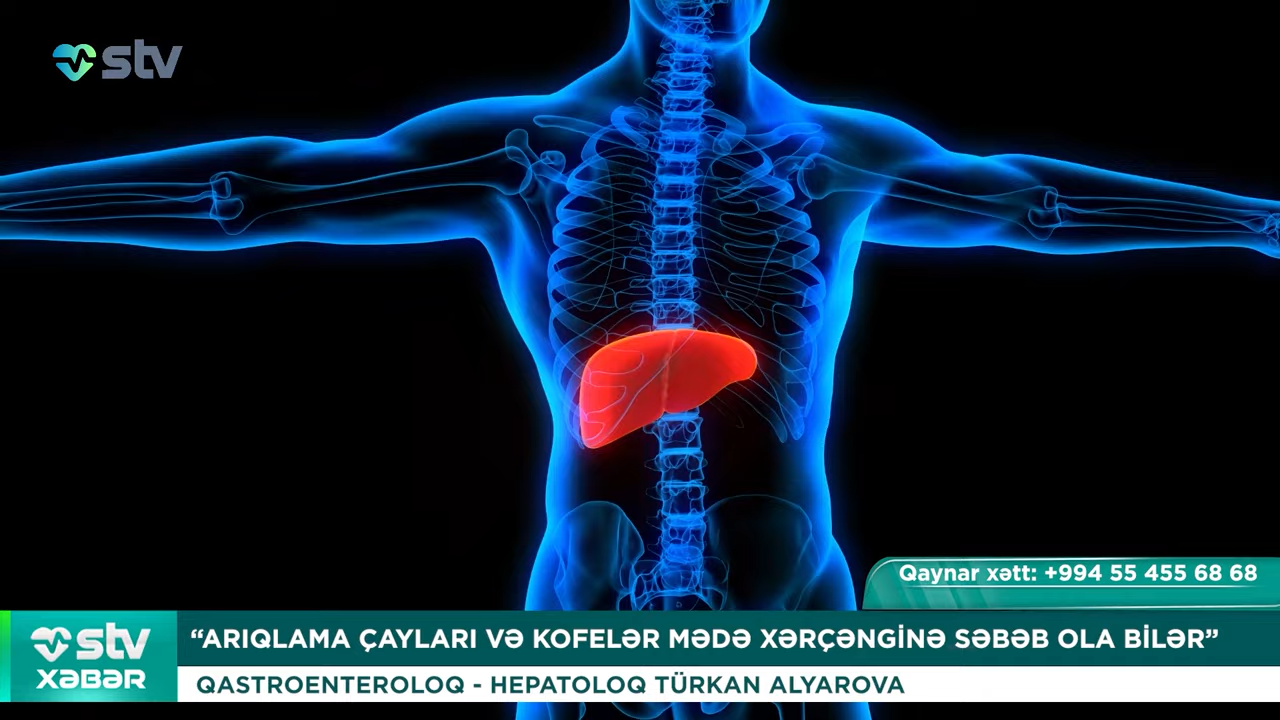 stv
Qaynar xətt: +994 55 455 68 68
stv
XƏBƏR
“ARIQLAMA ÇAYLARI VƏ KOFELƏR MƏDƏ XƏRÇƏNGİNƏ SƏBƏB OLA BİLƏR”
QASTROENTEROLOQ - HEPATOLOQ TÜRKAN ALYAROVA